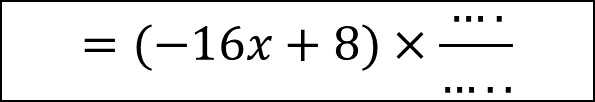 = (−16x + 8) × ··· · / ··· · ·